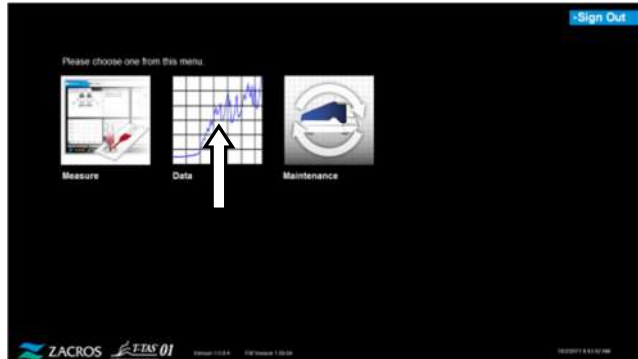 -Sign Out
Please choose one from this menu.
Measure
Data
Maintenance
ZACROS T-TAS 01